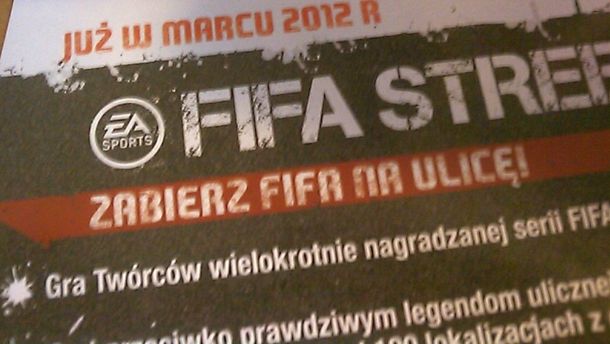 JUŻ W MARCU 2012 R
EA SPORTS
FIFA STREE
ZABIERZ FIFA NA ULICĘ!
Gra Twórców wielokrotnie nagradzanej serii FIFA
prawdziwym legendom uliczne
100 lokalizacjach z